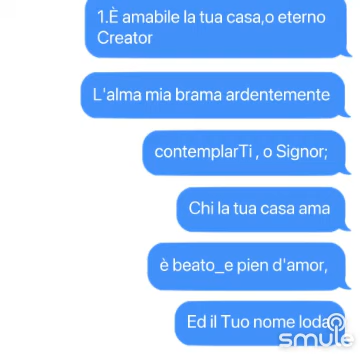 1.È amabile la tua casa,o eterno
Creator
L'alma mia brama ardentemente
contemplarTi , o Signor;
Chi la tua casa ama
è beato_e pien d'amor,
Ed il Tuo nome loda
smule